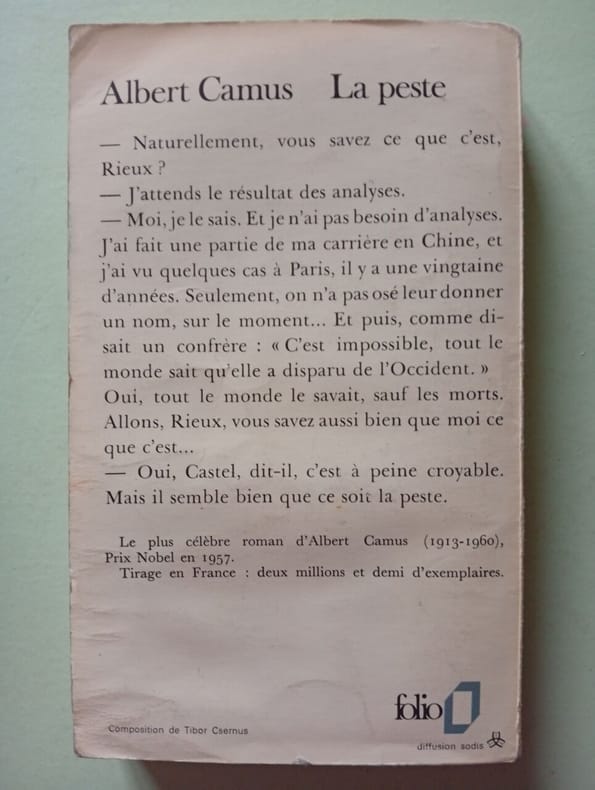 Albert Camus La peste
— Naturellement, vous savez ce que c'est,
Rieux ?
— J'attends le résultat des analyses.
— Moi, je le sais. Et je n'ai pas besoin d'analyses.
J'ai fait une partie de ma carrière en Chine, et
j'ai vu quelques cas à Paris, il y a une vingtaine
d'années. Seulement, on n'a pas osé leur donner
un nom, sur le moment... Et puis, comme di-
sait un confrère : « C'est impossible, tout le
monde sait qu'elle a disparu de l'Occident. »
Oui, tout le monde le savait, sauf les morts.
Allons, Rieux, vous savez aussi bien que moi ce
que c'est...
— Oui, Castel, dit-il, c'est à peine croyable.
Mais il semble bien que ce soit la peste.
Le plus célèbre roman d'Albert Camus (1913-1960),
Prix Nobel en 1957.
Tirage en France : deux millions et demi d'exemplaires.
folio
Composition de Tibor Csernus
diffusion sodis